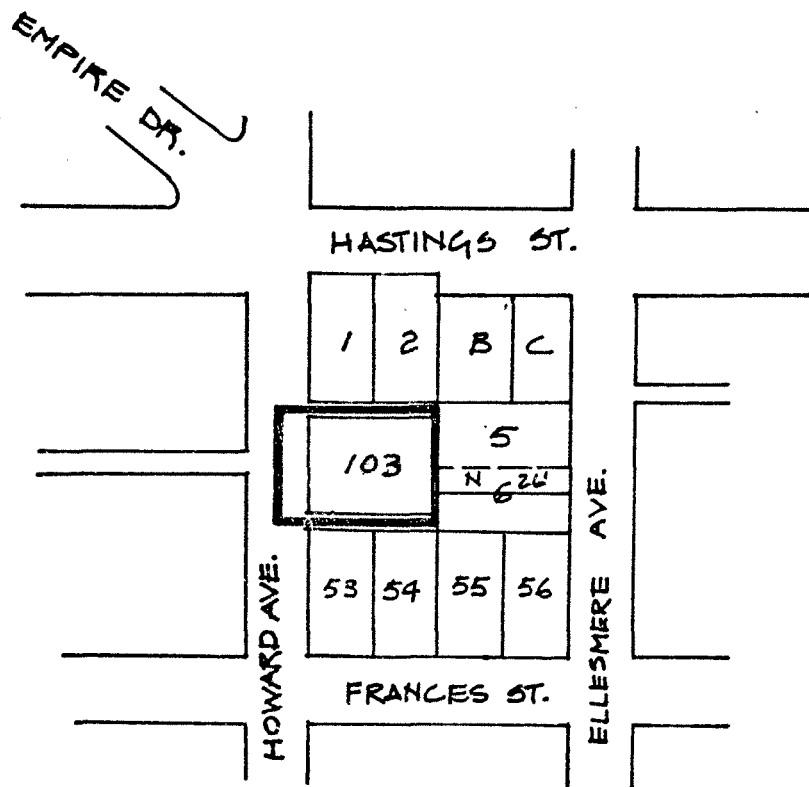 EMPIRE DR.
HASTINGS ST.
1 2 B C
5
103
N 6 26'
53 54 55 56
HOWARD AVE.
ELLESMERE AVE.
FRANCES ST.